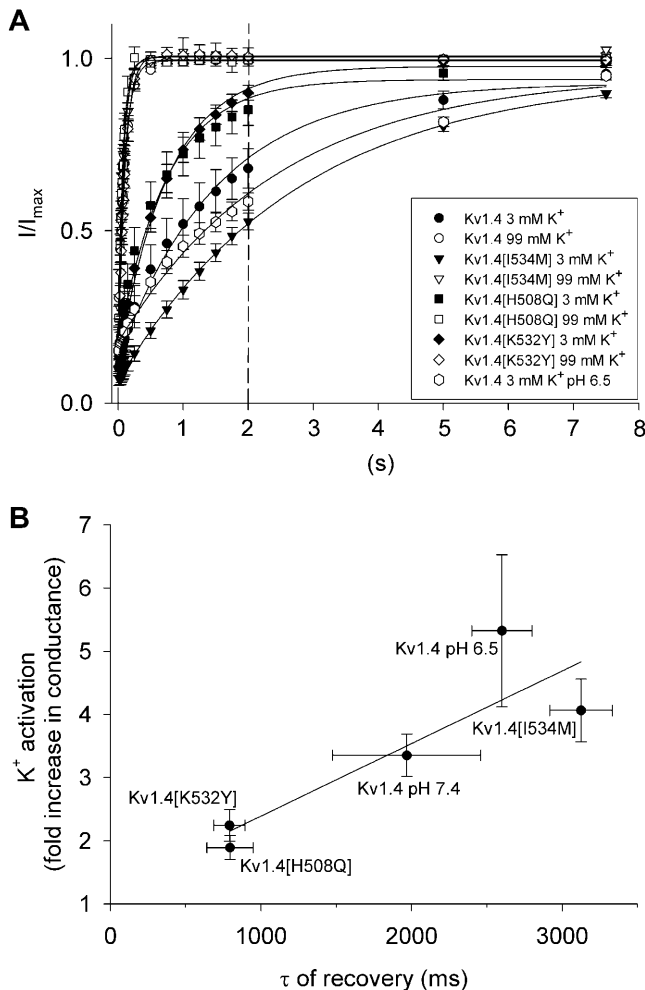 A
I/Imax
1.0
0.5
0.0
0 1 2 3 4 5 6 7 8
(s)
Kv1.4 3 mM K+
Kv1.4 99 mM K+
Kv1.4[I534M] 3 mM K+
Kv1.4[I534M] 99 mM K+
Kv1.4[H508Q] 3 mM K+
Kv1.4[H508Q] 99 mM K+
Kv1.4[K532Y] 3 mM K+
Kv1.4[K532Y] 99 mM K+
Kv1.4 3 mM K+ pH 6.5
B
K+ activation
(fold increase in conductance)
7
6
5
4
3
2
1
Kv1.4 pH 6.5
Kv1.4[I534M]
Kv1.4 pH 7.4
Kv1.4[K532Y]
Kv1.4[H508Q]
0 1000 2000 3000
τ of recovery (ms)